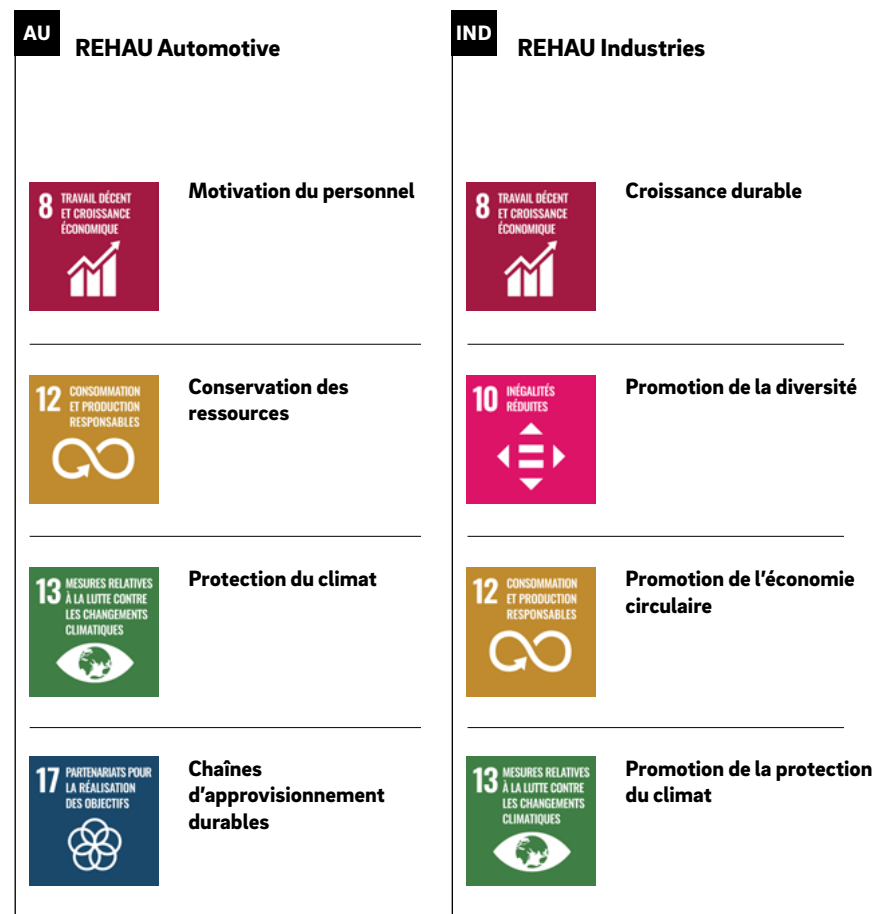 AU
REHAU Automotive
8 TRAVAIL DÉCENT
ET CROISSANCE
ÉCONOMIQUE
Motivation du personnel
12 CONSOMMATION
ET PRODUCTION
RESPONSABLES
Conservation des
ressources
13 MESURES RELATIVES
À LA LUTTE CONTRE
LES CHANGEMENTS
CLIMATIQUES
Protection du climat
17 PARTENARIATS POUR
LA RÉALISATION
DES OBJECTIFS
Chaînes
d'approvisionnement
durables
IND
REHAU Industries
8 TRAVAIL DÉCENT
ET CROISSANCE
ÉCONOMIQUE
Croissance durable
10 INÉGALITÉS
RÉDUITES
Promotion de la diversité
12 CONSOMMATION
ET PRODUCTION
RESPONSABLES
Promotion de l'économie
circulaire
13 MESURES RELATIVES
À LA LUTTE CONTRE
LES CHANGEMENTS
CLIMATIQUES
Promotion de la protection
du climat